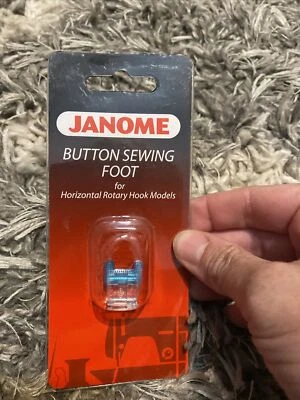 JANOME
BUTTON SEWING
FOOT
for
Horizontal Rotary Hook Models